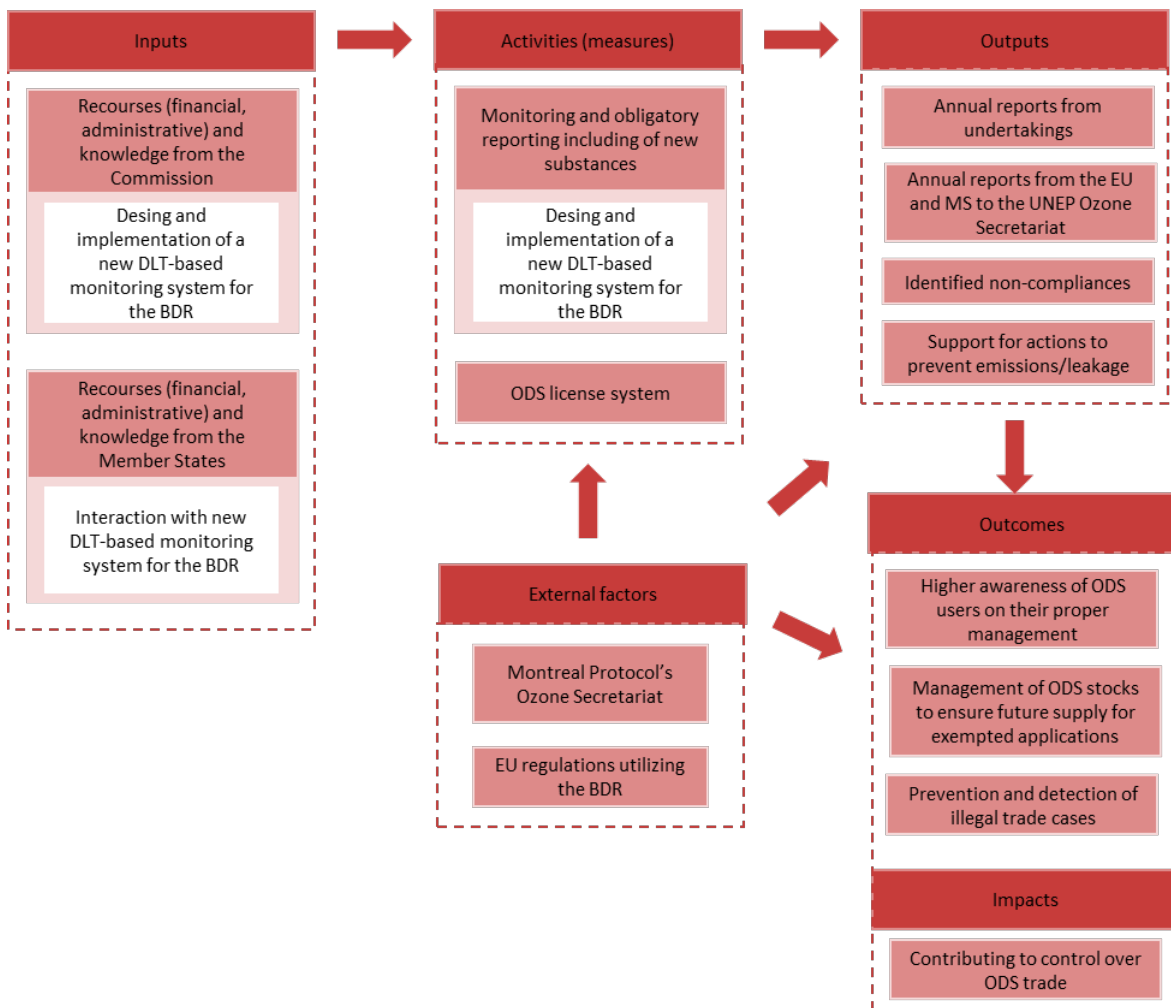 Inputs
Recourses (financial,
administrative) and
knowledge from the
Commission
Desing and
implementation of a
new DLT-based
monitoring system for
the BDR
Recourses (financial,
administrative) and
knowledge from the
Member States
Interaction with new
DLT-based monitoring
system for the BDR
Activities (measures)
Monitoring and obligatory
reporting including of new
substances
Desing and
implementation of a
new DLT-based
monitoring system for
the BDR
ODS license system
External factors
Montreal Protocol's
Ozone Secretariat
EU regulations utilizing
the BDR
Outputs
Annual reports from
undertakings
Annual reports from the EU
and MS to the UNEP Ozone
Secretariat
Identified non-compliances
Support for actions to
prevent emissions/leakage
Outcomes
Higher awareness of ODS
users on their proper
management
Management of ODS stocks
to ensure future supply for
exempted applications
Prevention and detection of
illegal trade cases
Impacts
Contributing to control over
ODS trade